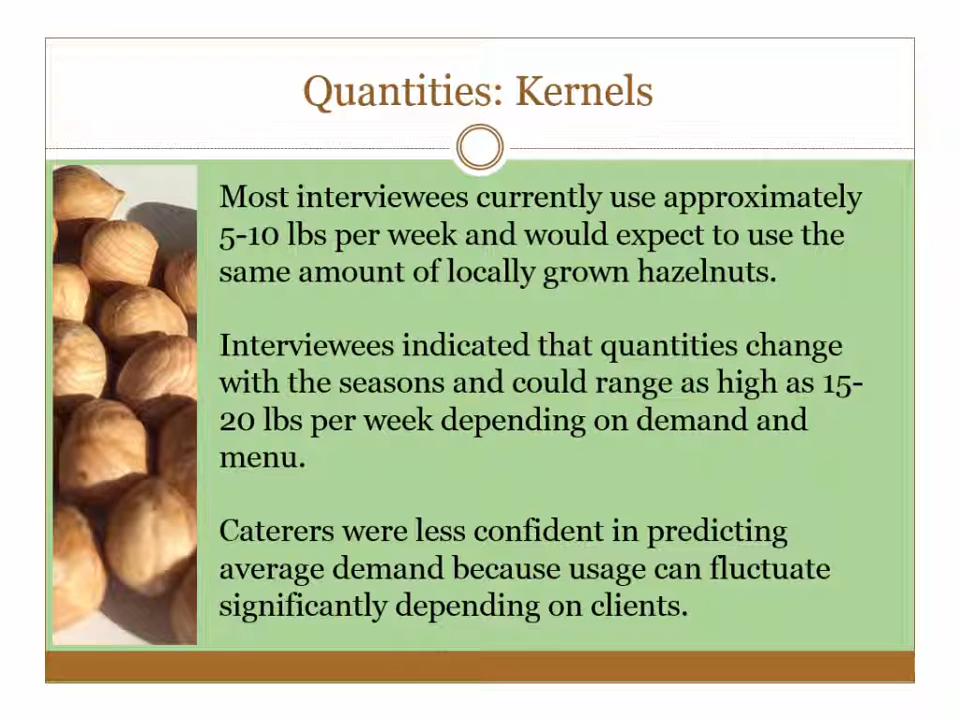 Quantities: Kernels
Most interviewees currently use approximately
5-10 lbs per week and would expect to use the
same amount of locally grown hazelnuts.
Interviewees indicated that quantities change
with the seasons and could range as high as 15-
20 lbs per week depending on demand and
menu.
Caterers were less confident in predicting
average demand because usage can fluctuate
significantly depending on clients.